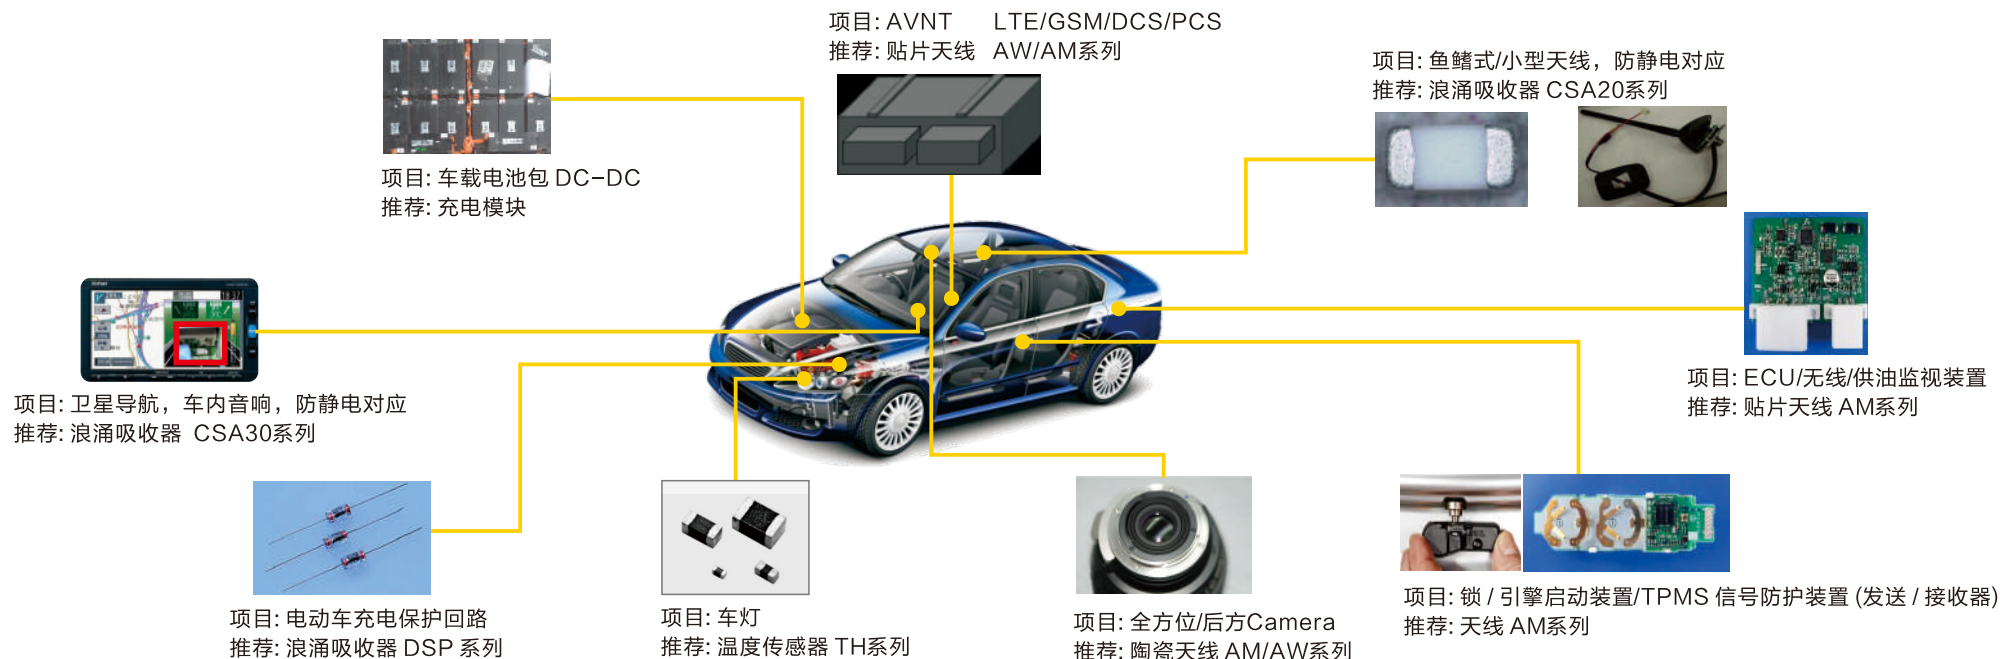 项目: AVNT LTE/GSM/DCS/PCS
推荐: 贴片天线 AW/AM系列
项目: 鱼鳍式/小型天线，防静电对应
推荐: 浪涌吸收器 CSA20系列
项目: 车载电池包 DC-DC
推荐: 充电模块
项目: ECU/无线/供油监视装置
推荐: 贴片天线 AM系列
项目: 卫星导航，车内音响，防静电对应
推荐: 浪涌吸收器 CSA30系列
项目: 电动车充电保护回路
推荐: 浪涌吸收器 DSP 系列
项目: 车灯
推荐: 温度传感器 TH系列
项目: 全方位/后方Camera
推荐: 陶瓷天线 AM/AW系列
项目: 锁 / 引擎启动装置/TPMS 信号防护装置 (发送 / 接收器)
推荐: 天线 AM系列